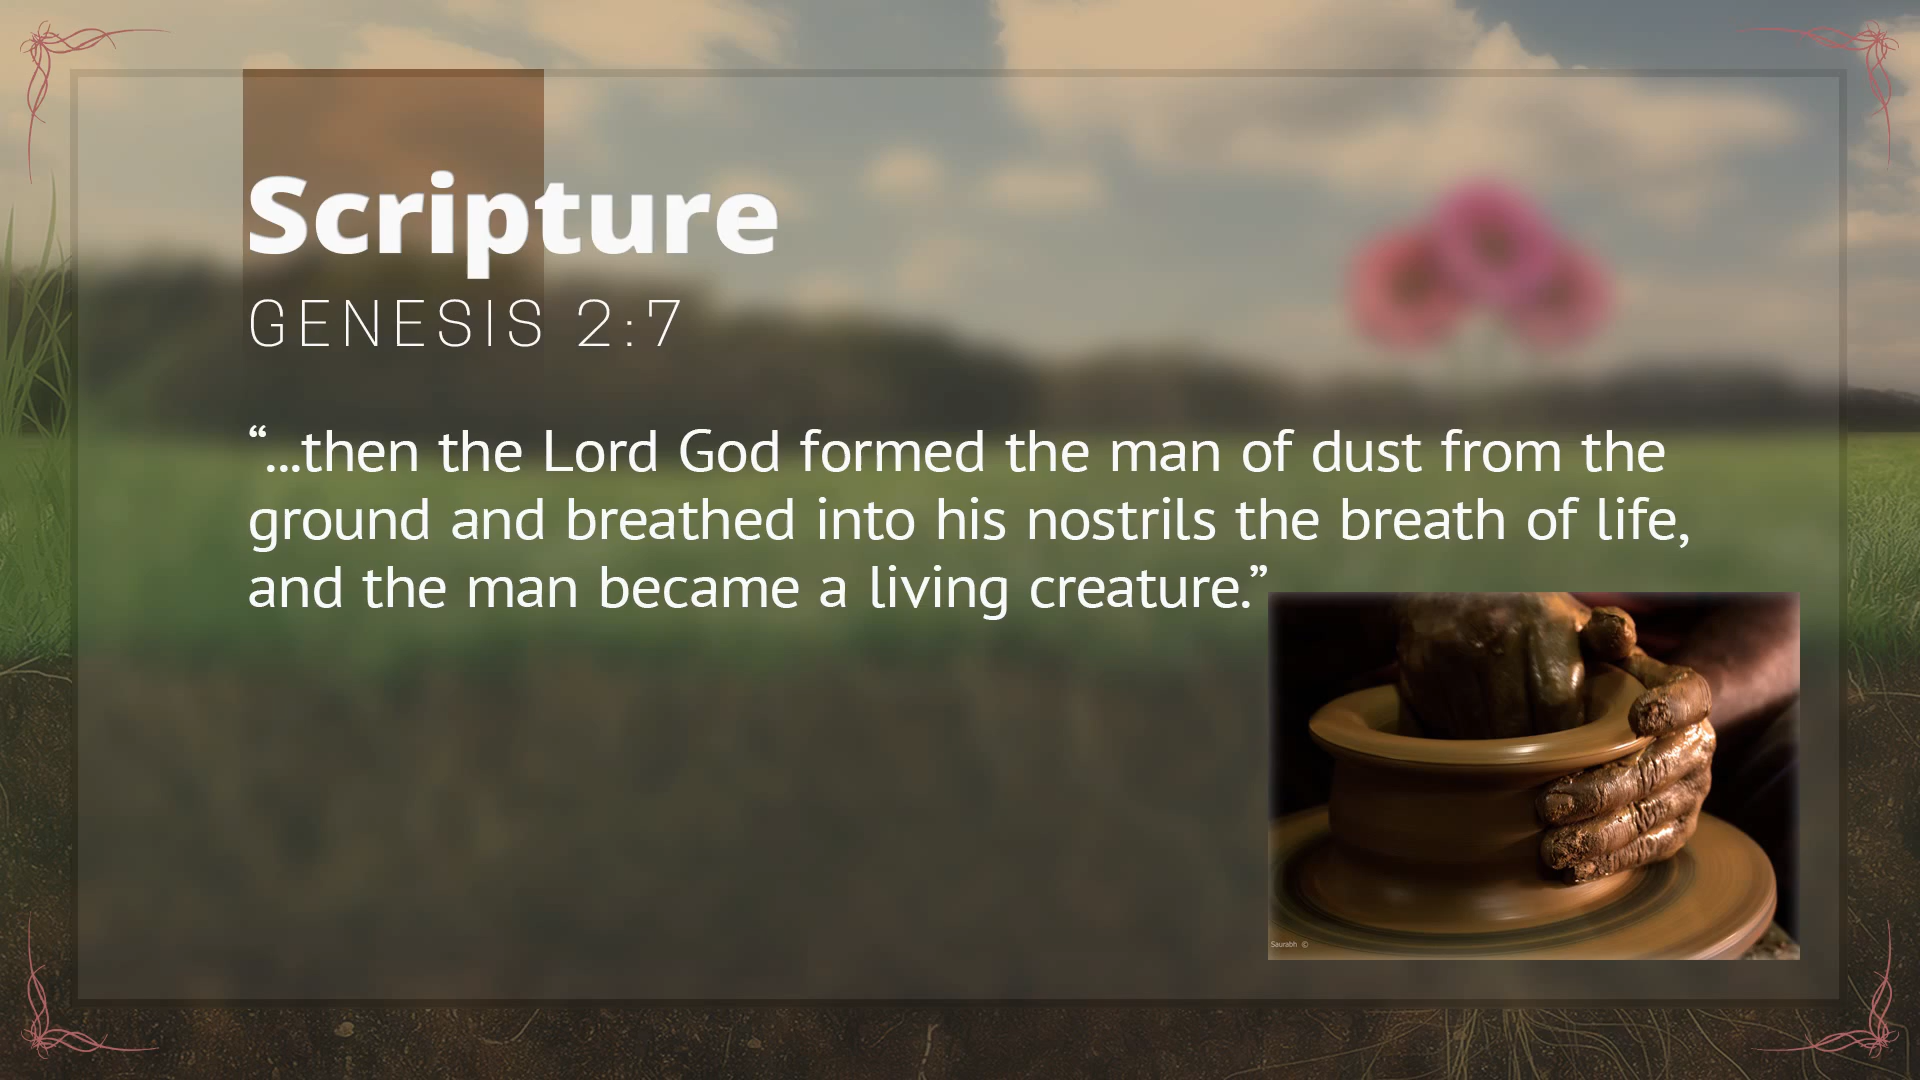 Scripture
GENESIS 2:7
“...then the Lord God formed the man of dust from the
ground and breathed into his nostrils the breath of life,
and the man became a living creature.”
Saurabh ©